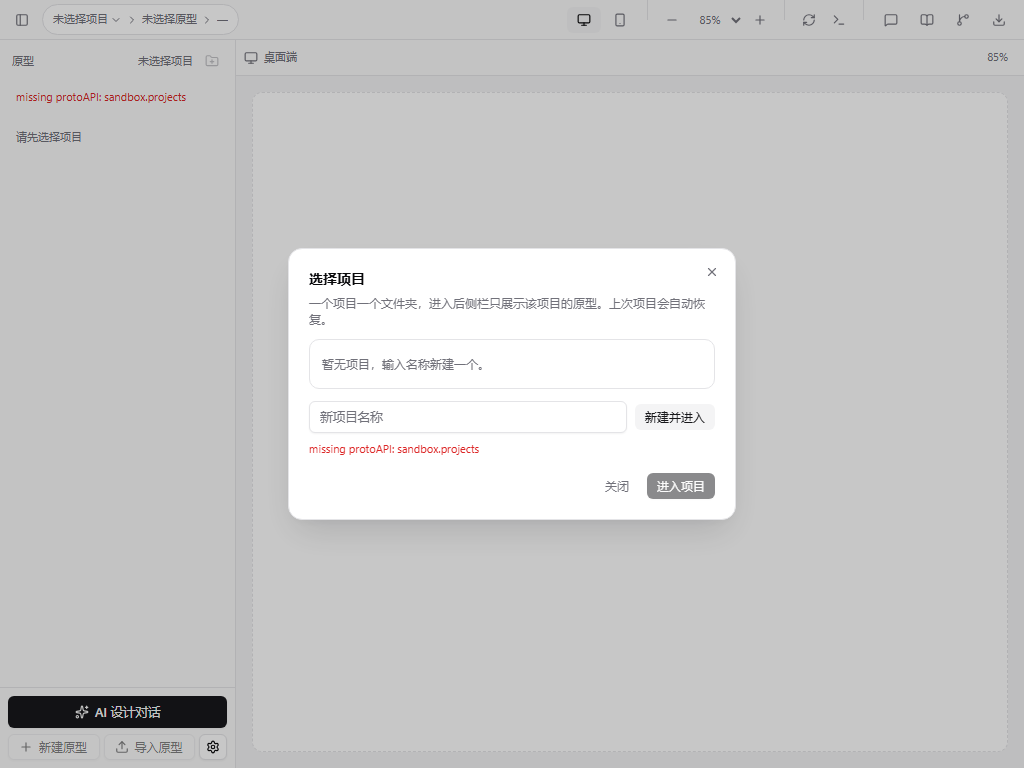 未选择项目 未选择原型 —
85%
原型 未选择项目
桌面端 85%
missing protoAPI: sandbox.projects
请先选择项目
选择项目
一个项目一个文件夹，进入后侧栏只展示该项目的原型。上次项目会自动恢
复。
暂无项目，输入名称新建一个。
新项目名称 新建并进入
missing protoAPI: sandbox.projects
关闭 进入项目
AI 设计对话
新建原型 导入原型